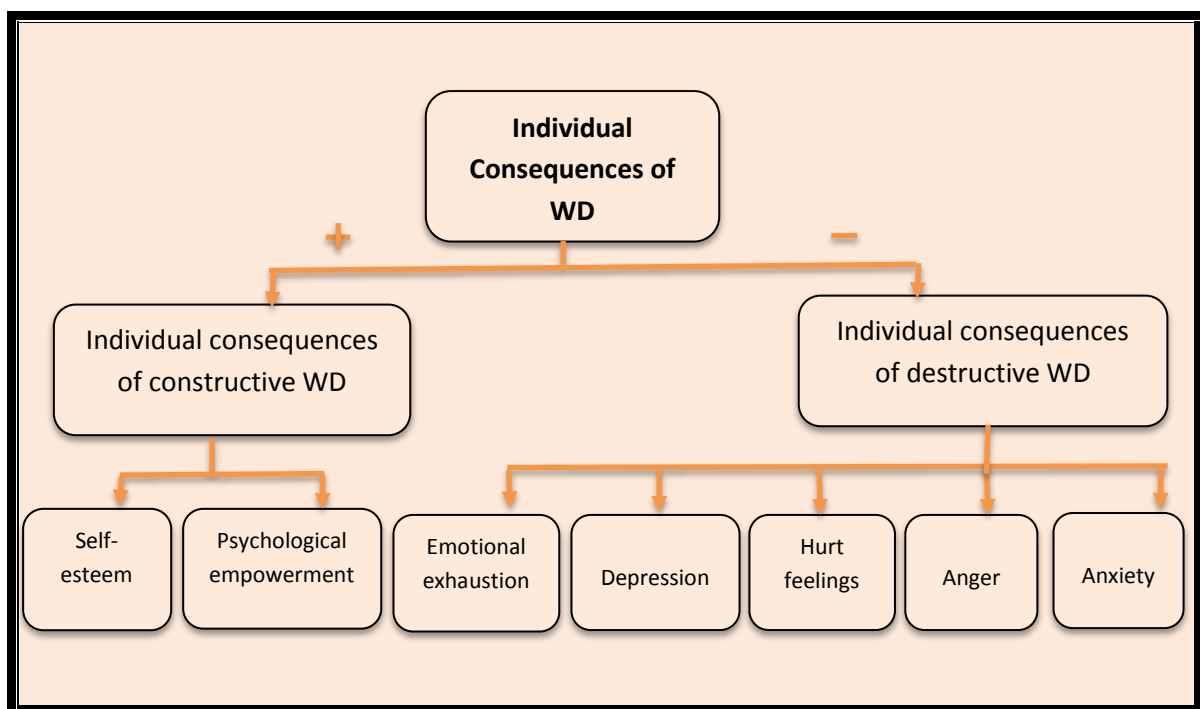 Individual
Consequences of
WD
+
−
Individual consequences
of constructive WD
Individual consequences
of destructive WD
Self-
esteem
Psychological
empowerment
Emotional
exhaustion
Depression
Hurt
feelings
Anger
Anxiety